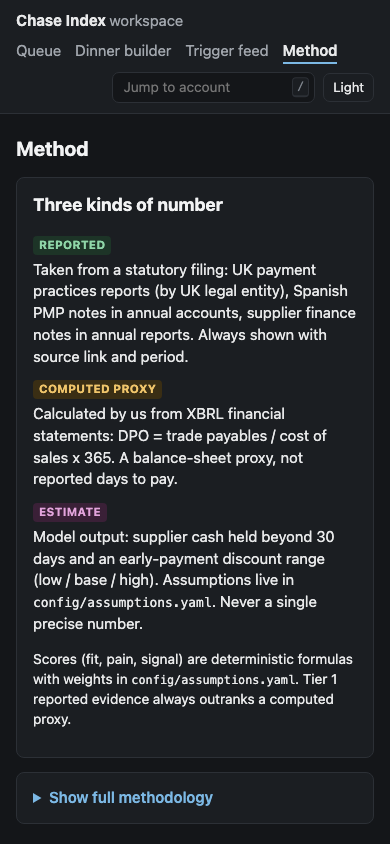 Chase Index workspace
Queue Dinner builder Trigger feed Method
Jump to account / Light
Method
Three kinds of number
REPORTED
Taken from a statutory filing: UK payment
practices reports (by UK legal entity), Spanish
PMP notes in annual accounts, supplier finance
notes in annual reports. Always shown with
source link and period.
COMPUTED PROXY
Calculated by us from XBRL financial
statements: DPO = trade payables / cost of
sales x 365. A balance-sheet proxy, not
reported days to pay.
ESTIMATE
Model output: supplier cash held beyond 30
days and an early-payment discount range
(low / base / high). Assumptions live in
config/assumptions.yaml. Never a single
precise number.
Scores (fit, pain, signal) are deterministic formulas
with weights in config/assumptions.yaml. Tier 1
reported evidence always outranks a computed
proxy.
Show full methodology